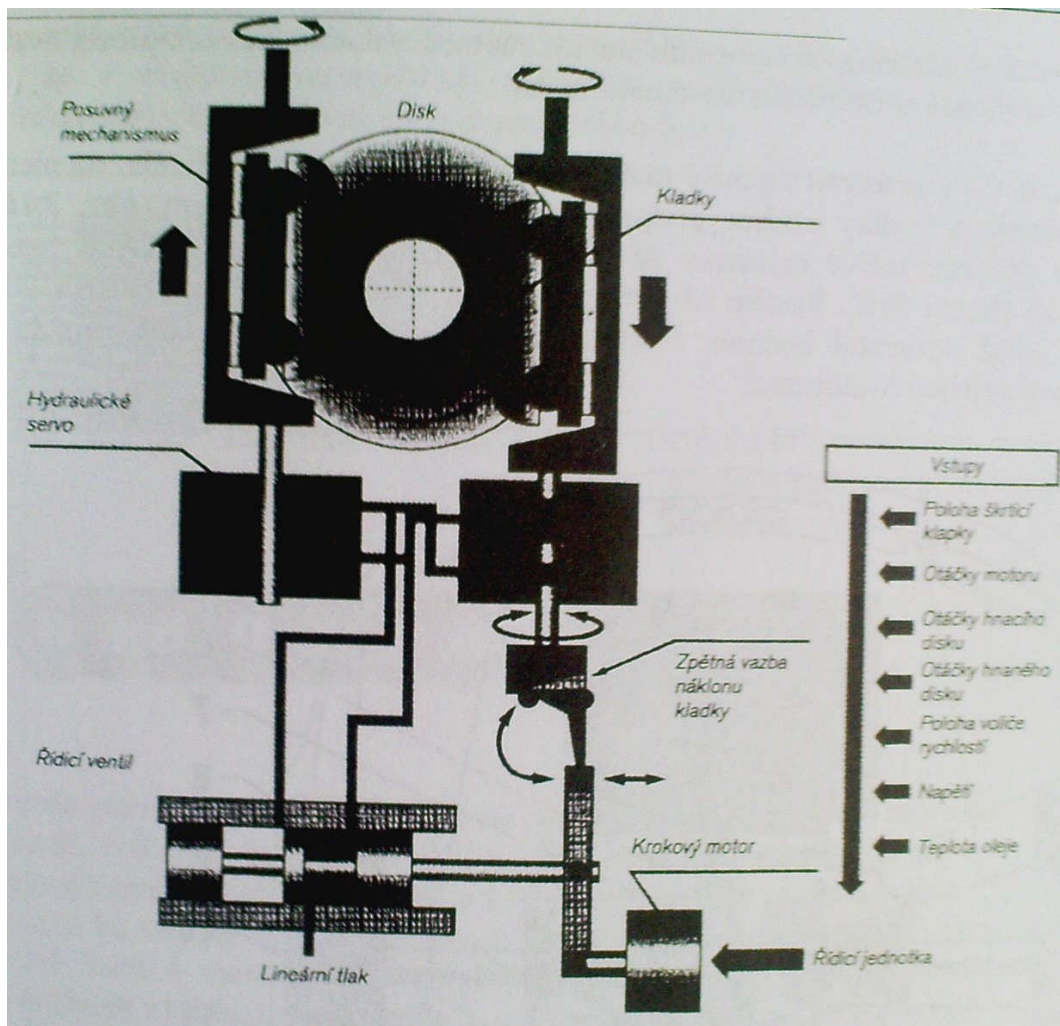 Posuvný
mechanismus
Disk
Kladky
Hydraulické
servo
Zpětná vazba
náklonu
kladky
Řídicí ventil
Krokový motor
Lineární tlak
Řídicí jednotka
Vstupy
Poloha škrticí
klapky
Otáčky motoru
Otáčky hnacího
disku
Otáčky hnaného
disku
Poloha voliče
rychlostí
Napětí
Teplota oleje